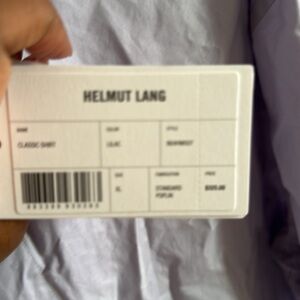 HELMUT LANG
NAME COLOR STYLE
CLASSIC SHIRT LILAC
SIZE FABRICATION PRICE
XL STANDARD
POPLIN